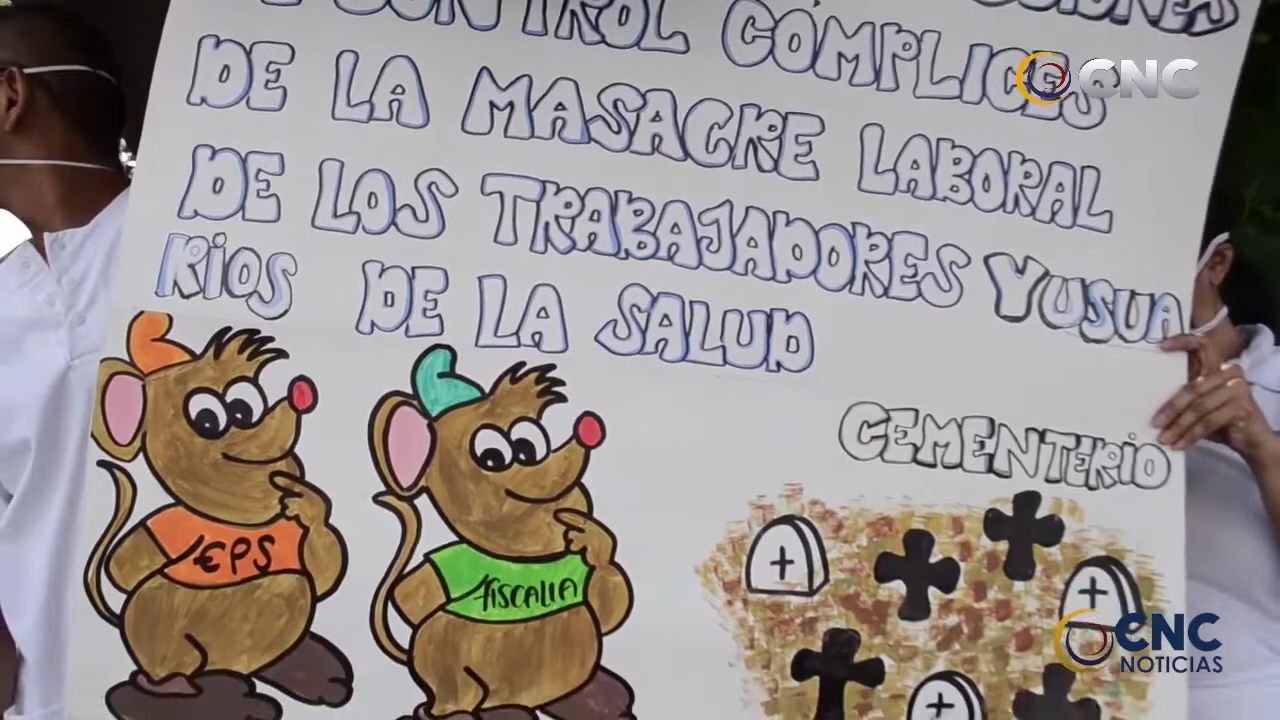 CONTROL CÓMPLICES
DE LA MASACRE LABORAL
DE LOS TRABAJADORES Y USUA
RIOS DE LA SALUD
CEMENTERIO
EPS
FISCALIA
CNC
CNC
NOTICIAS